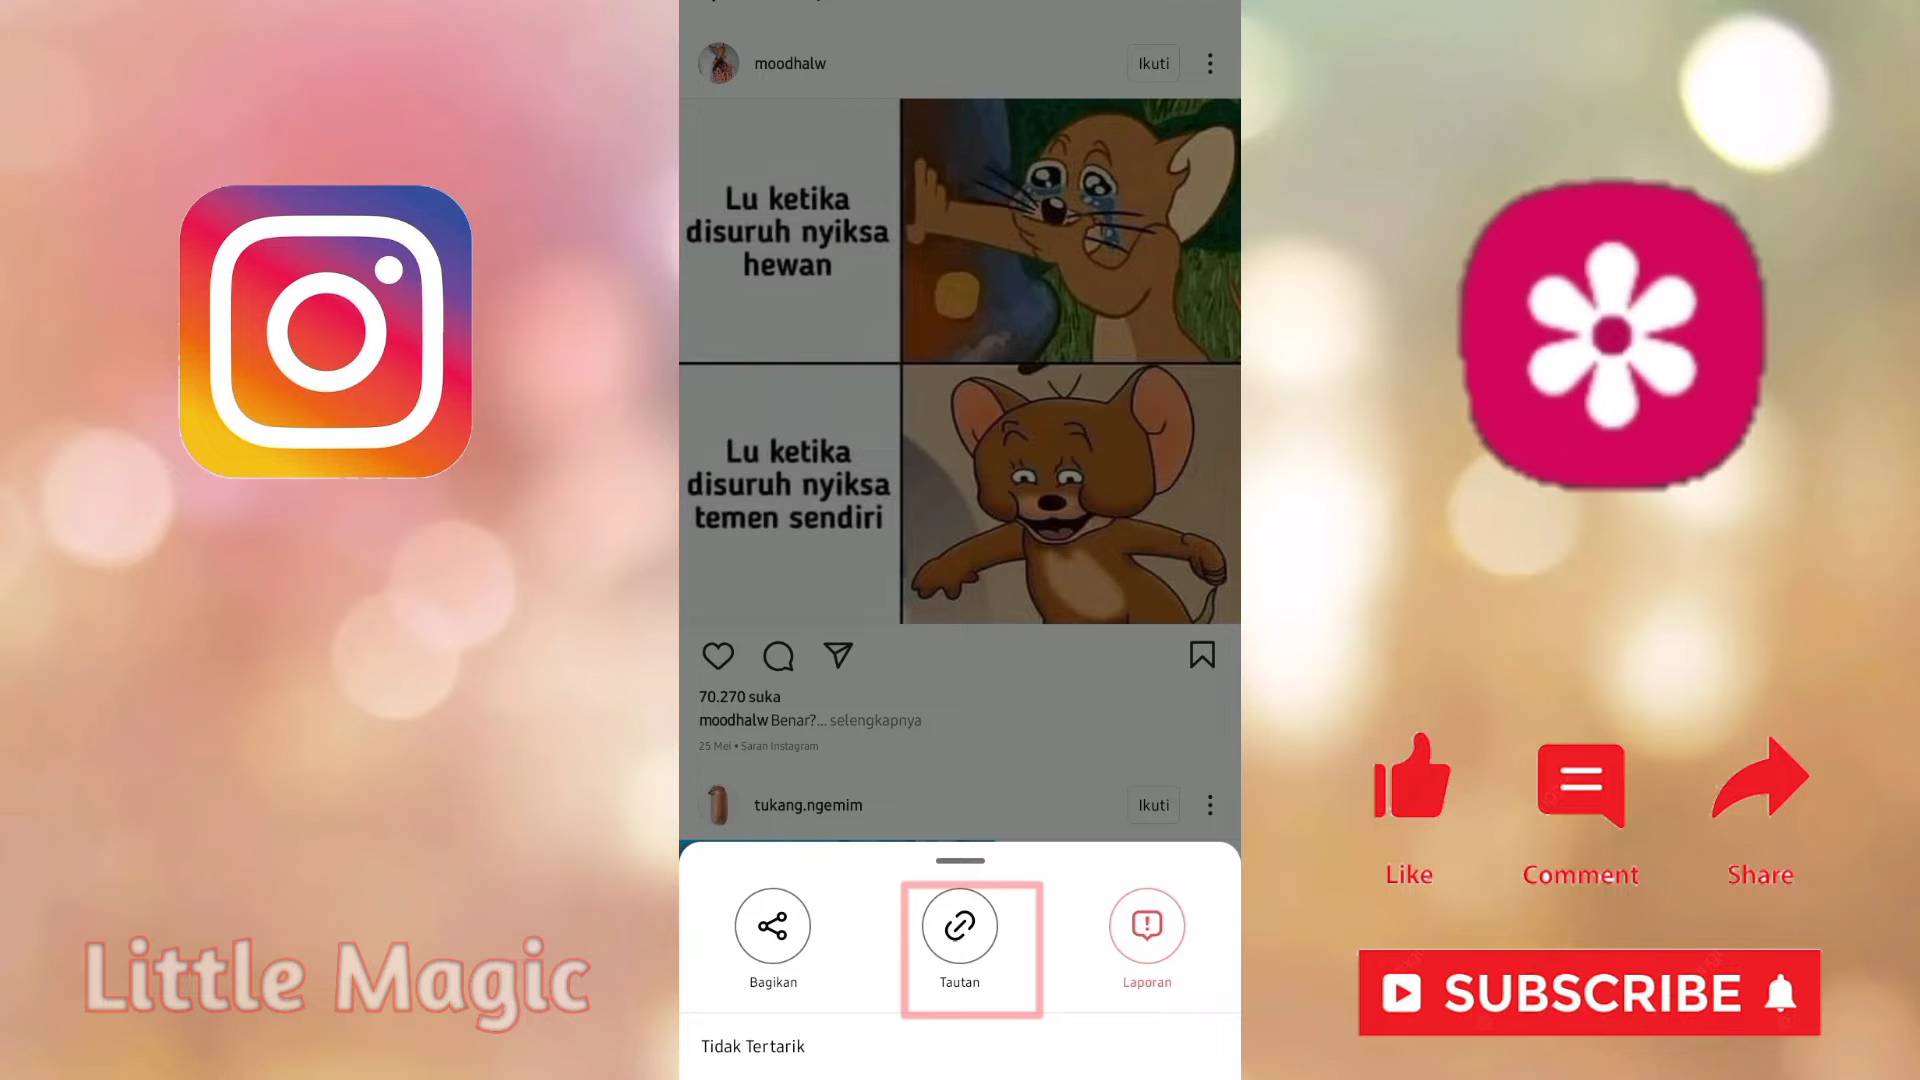 moodhalw
Ikuti
Lu ketika
disuruh nyiksa
hewan
Lu ketika
disuruh nyiksa
temen sendiri
70.270 suka
moodhalw Benar?... selengkapnya
25 Mei • Saran Instagram
tukang.ngemim
Ikuti
Bagikan
Tautan
Laporan
Tidak Tertarik
Little Magic
Like
Comment
Share
SUBSCRIBE